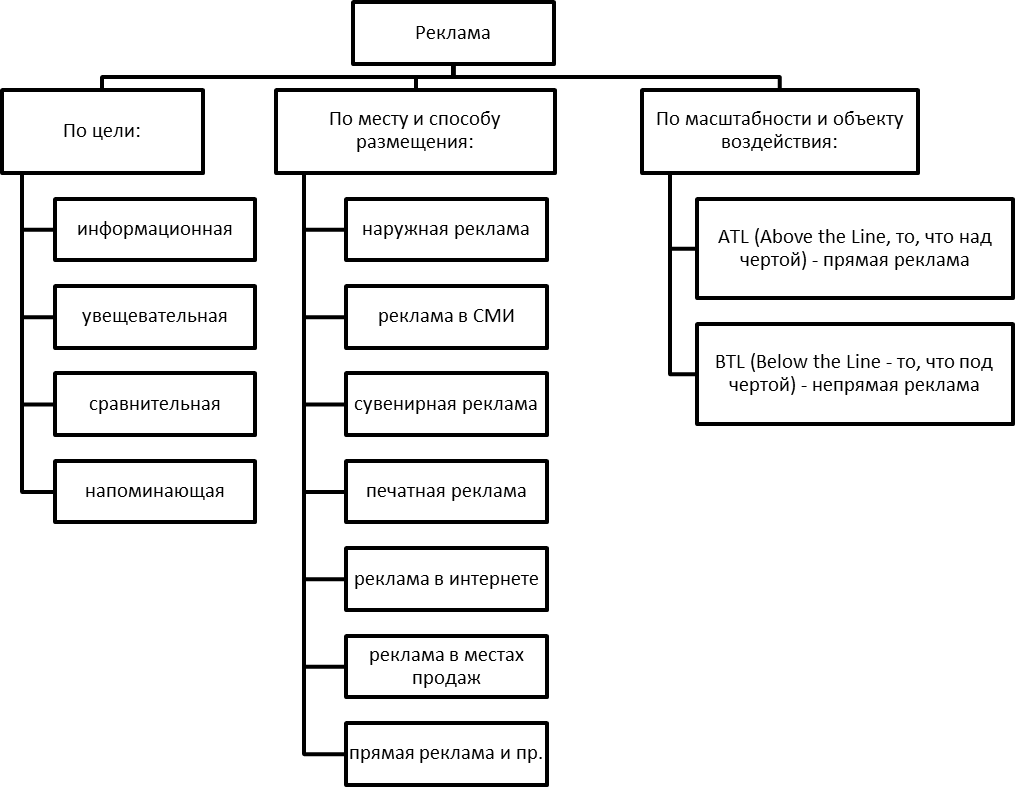 Реклама
По цели:
информационная
увещевательная
сравнительная
напоминающая
По месту и способу
размещения:
наружная реклама
реклама в СМИ
сувенирная реклама
печатная реклама
реклама в интернете
реклама в местах
продаж
прямая реклама и пр.
По масштабности и объекту
воздействия:
ATL (Above the Line, то, что над
чертой) - прямая реклама
BTL (Below the Line - то, что под
чертой) - непрямая реклама